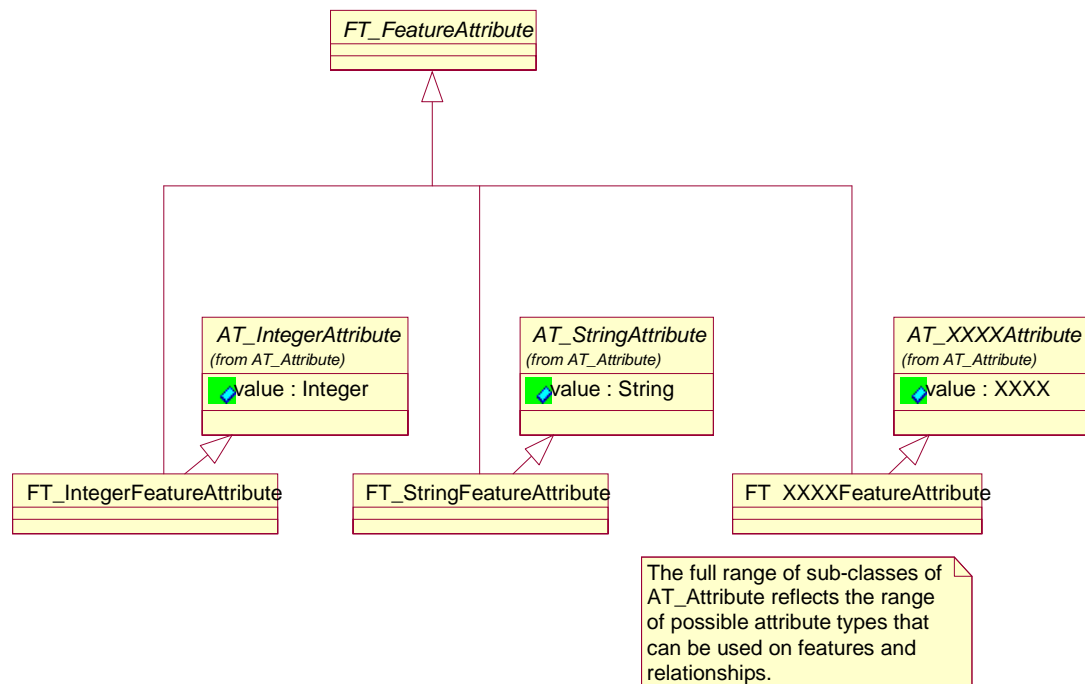 FT_FeatureAttribute
AT_IntegerAttribute
(from AT_Attribute)
value : Integer
AT_StringAttribute
(from AT_Attribute)
value : String
AT_XXXXAttribute
(from AT_Attribute)
value : XXXX
FT_IntegerFeatureAttribute
FT_StringFeatureAttribute
FT_XXXXFeatureAttribute
The full range of sub-classes of
AT_Attribute reflects the range
of possible attribute types that
can be used on features and
relationships.